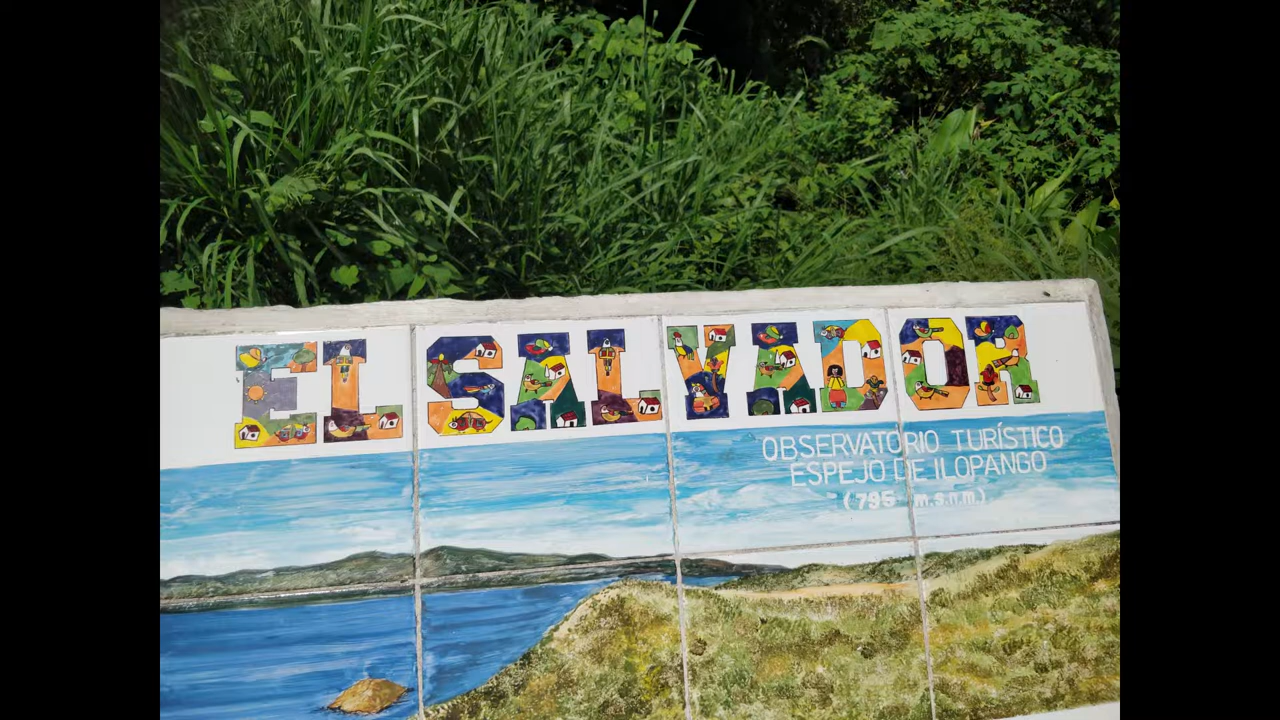 EL SALVADOR
OBSERVATORIO TURÍSTICO
ESPEJO DE ILOPANGO
(795 m.s.n.m.)